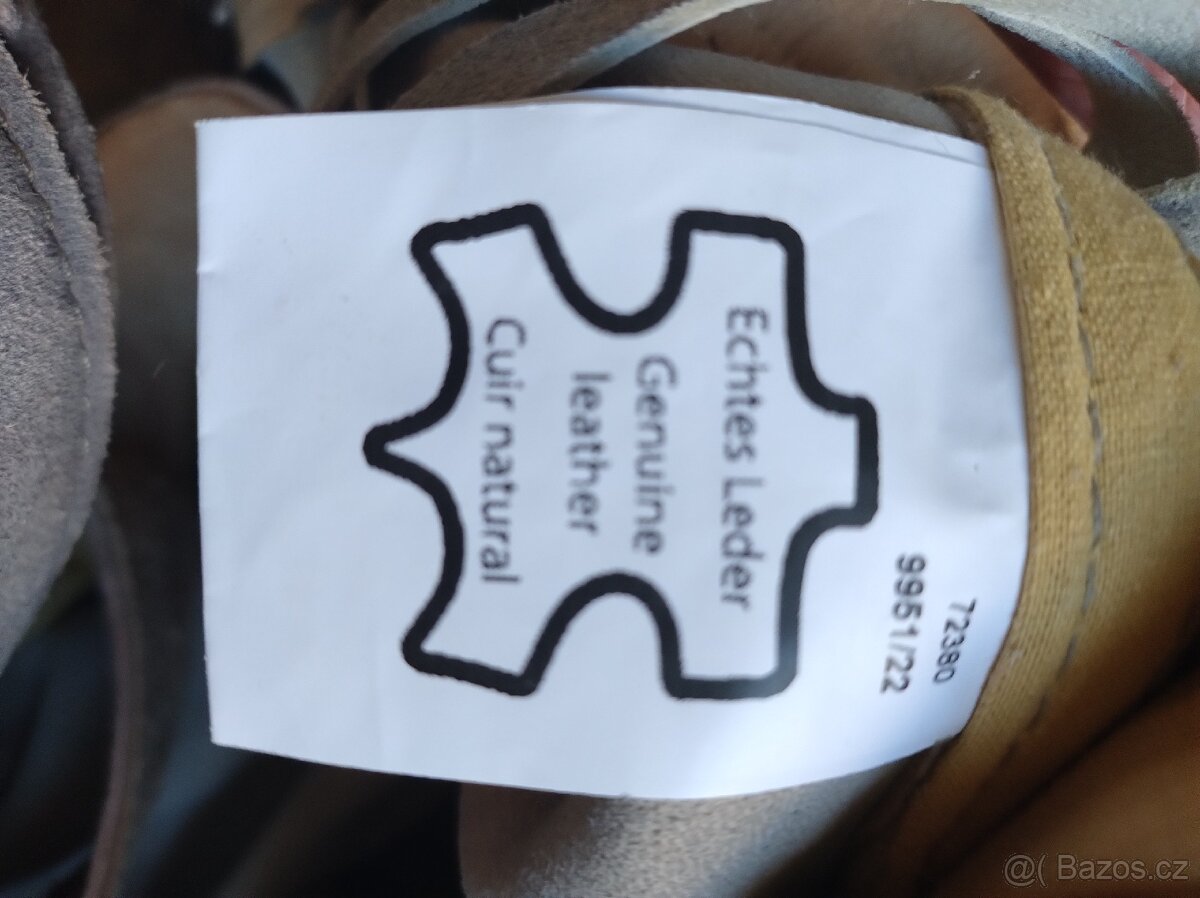 72380
9951/22
Echtes Leder
Genuine
leather
Cuir natural
@( Bazos.cz